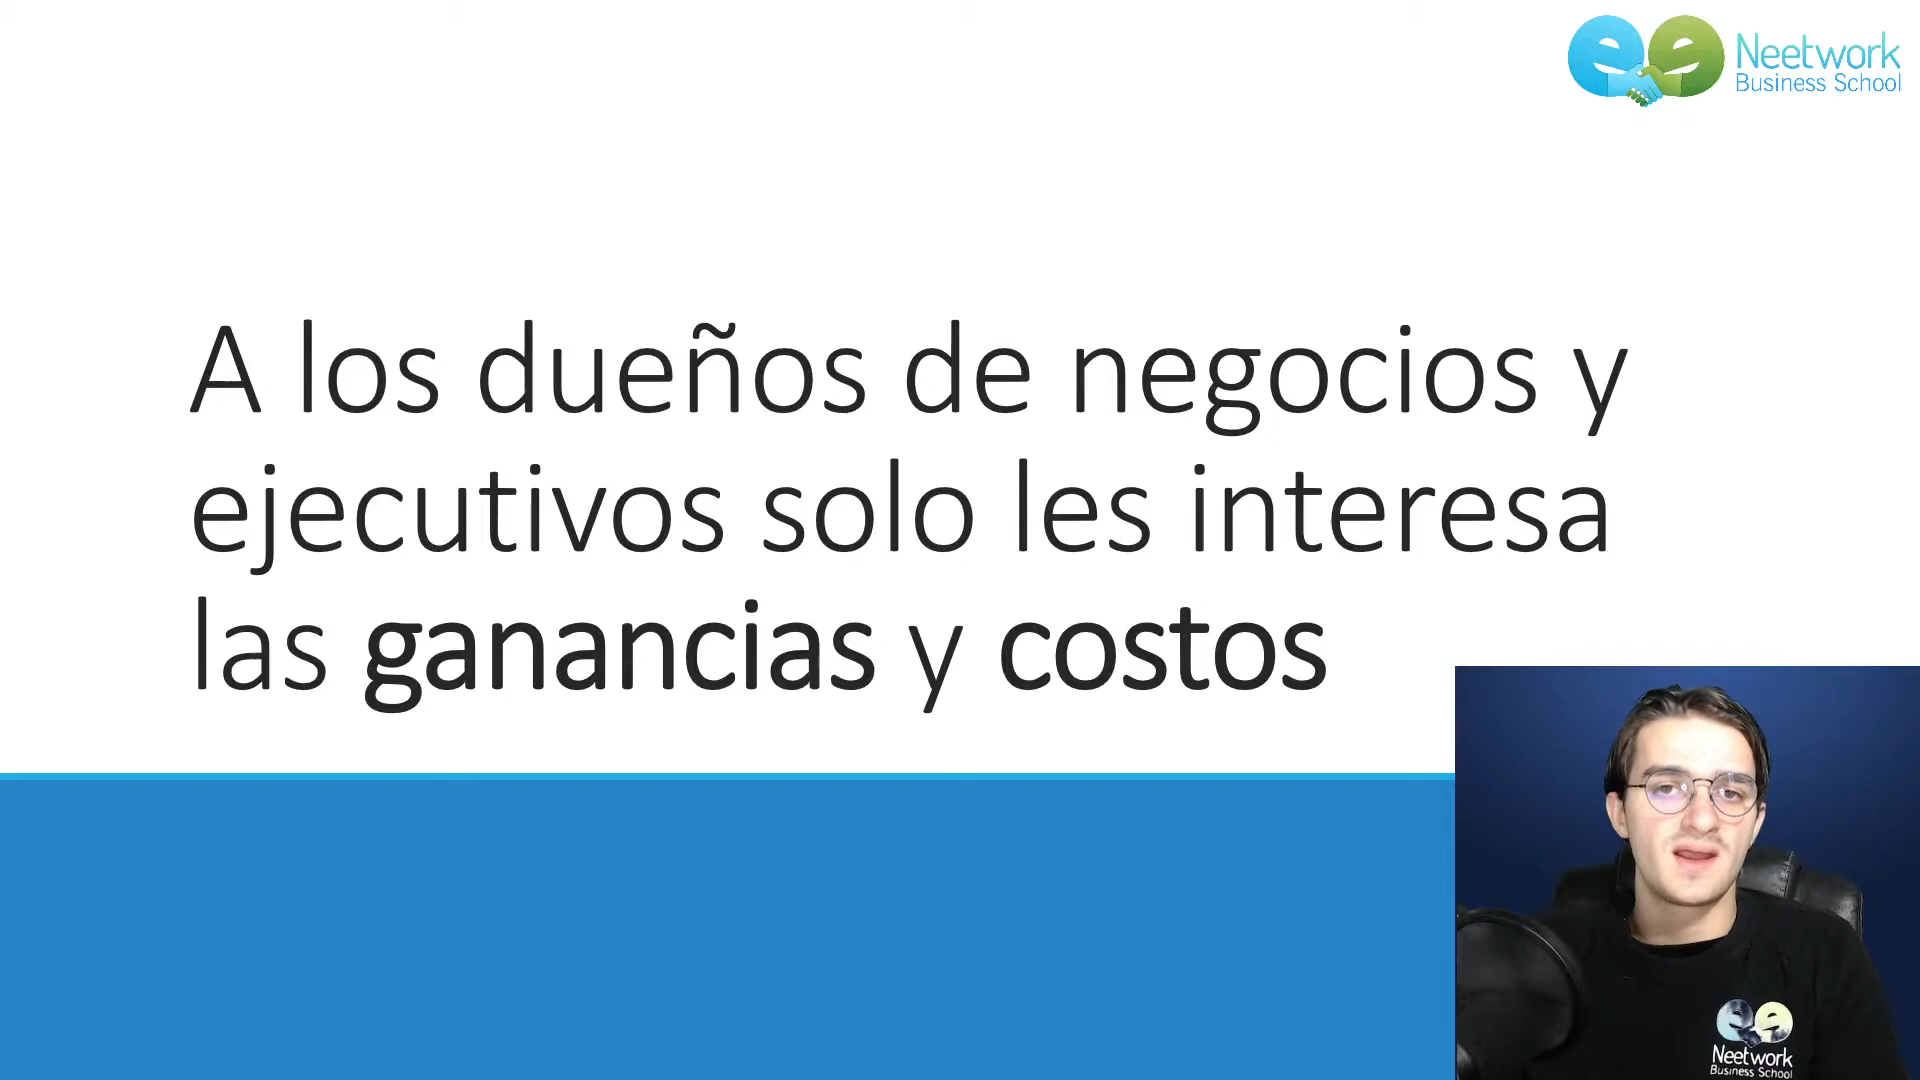 Neetwork
Business School
A los dueños de negocios y
ejecutivos solo les interesa
las ganancias y costos
Neetwork
Business School